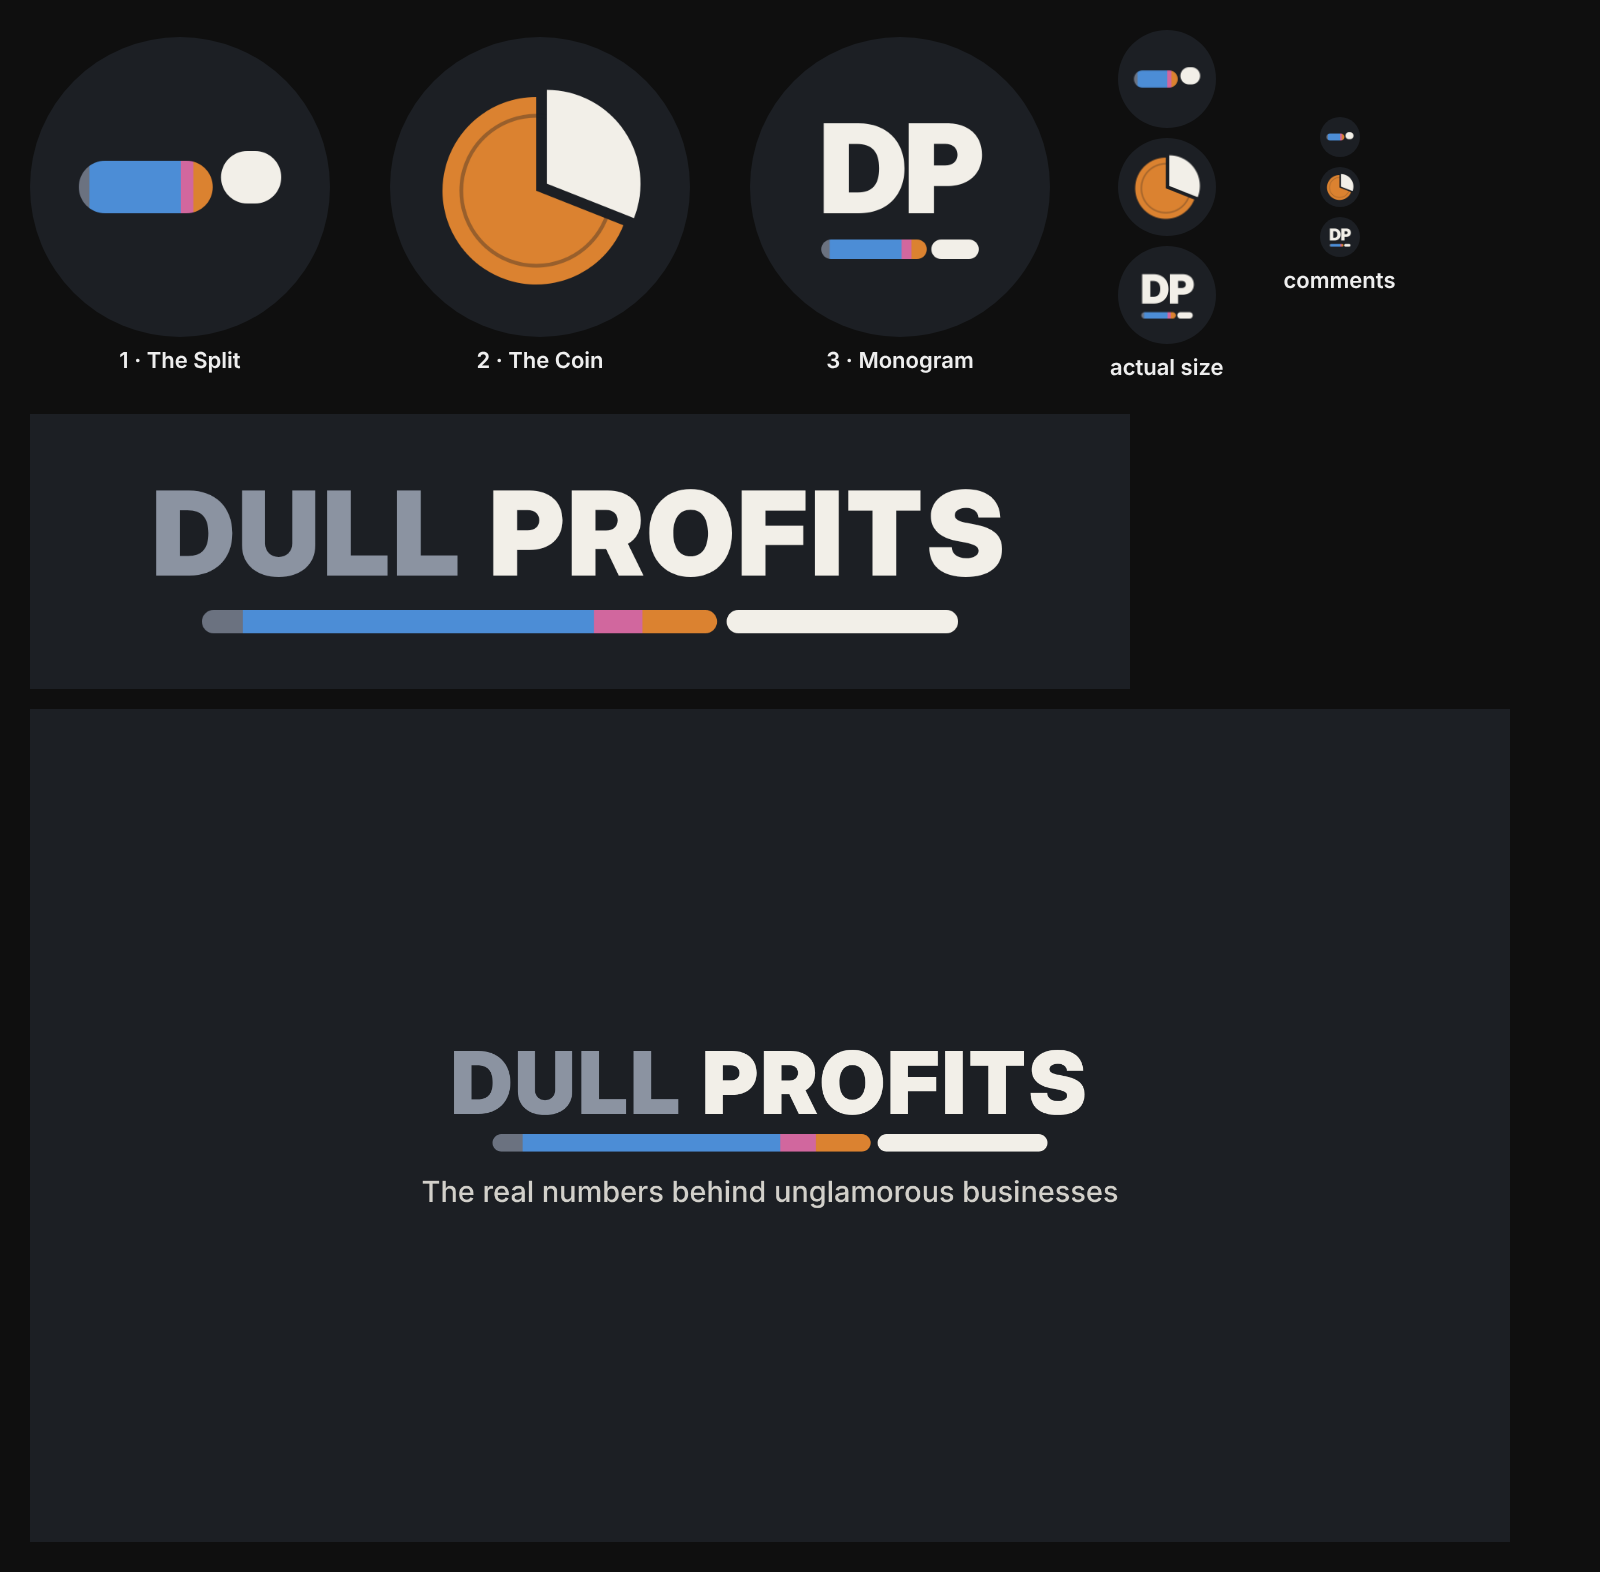 DP
DP
DP
comments
1 · The Split
2 · The Coin
3 · Monogram
actual size
DULL PROFITS
DULL PROFITS
The real numbers behind unglamorous businesses